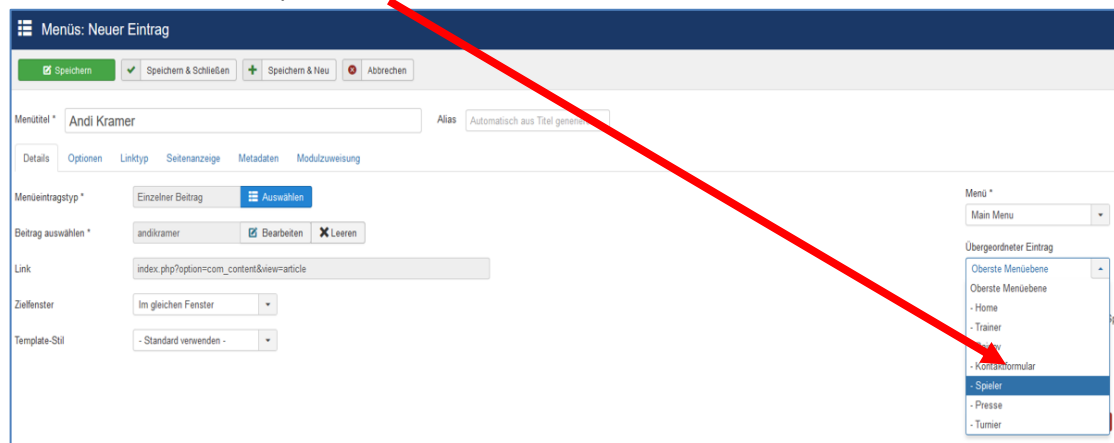 Menüs: Neuer Eintrag
Speichern
Speichern & Schließen
Speichern & Neu
Abbrechen
Menütitel *
Andi Kramer
Alias
Automatisch aus Titel
Details
Optionen
Linktyp
Seitenanzeige
Metadaten
Modulzuweisung
Menüeintragstyp *
Einzelner Beitrag
Auswählen
Beitrag auswählen *
andikramer
Bearbeiten
Leeren
Link
index.php?option=com_content&view=article
Zielfenster
Im gleichen Fenster
Template-Stil
- Standard verwenden -
Menü *
Main Menu
Übergeordneter Eintrag
Oberste Menüebene
Oberste Menüebene
- Home
- Trainer
- Kontaktformular
- Spieler
- Presse
- Turnier